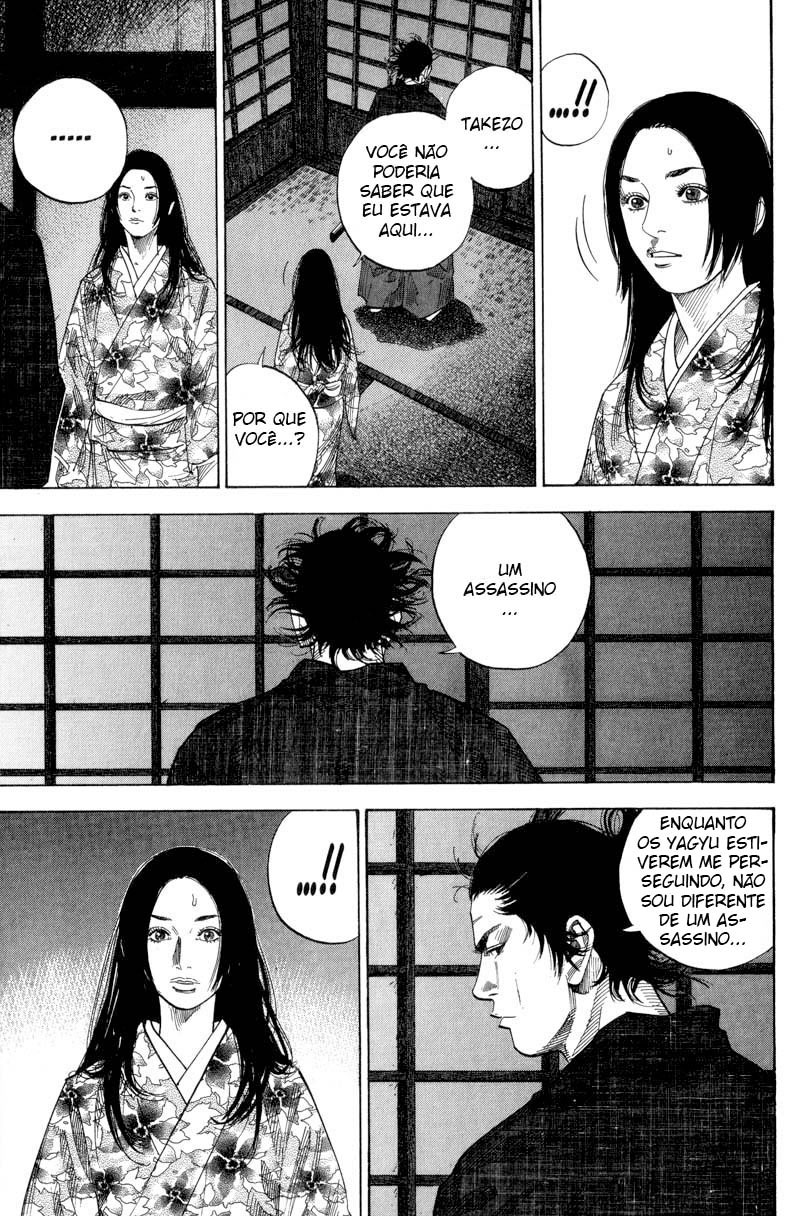 ...!!
TAKEZO
...
VOCÊ NÃO
PODERIA
SABER QUE
EU ESTAVA
AQUI...
POR QUE
VOCÊ...?
.....
UM
ASSASSINO
...
ENQUANTO
OS YAGYU ESTI-
VEREM ME PER-
SEGUINDO, NÃO
SOU DIFERENTE
DE UM AS-
SASSINO...
.....!!